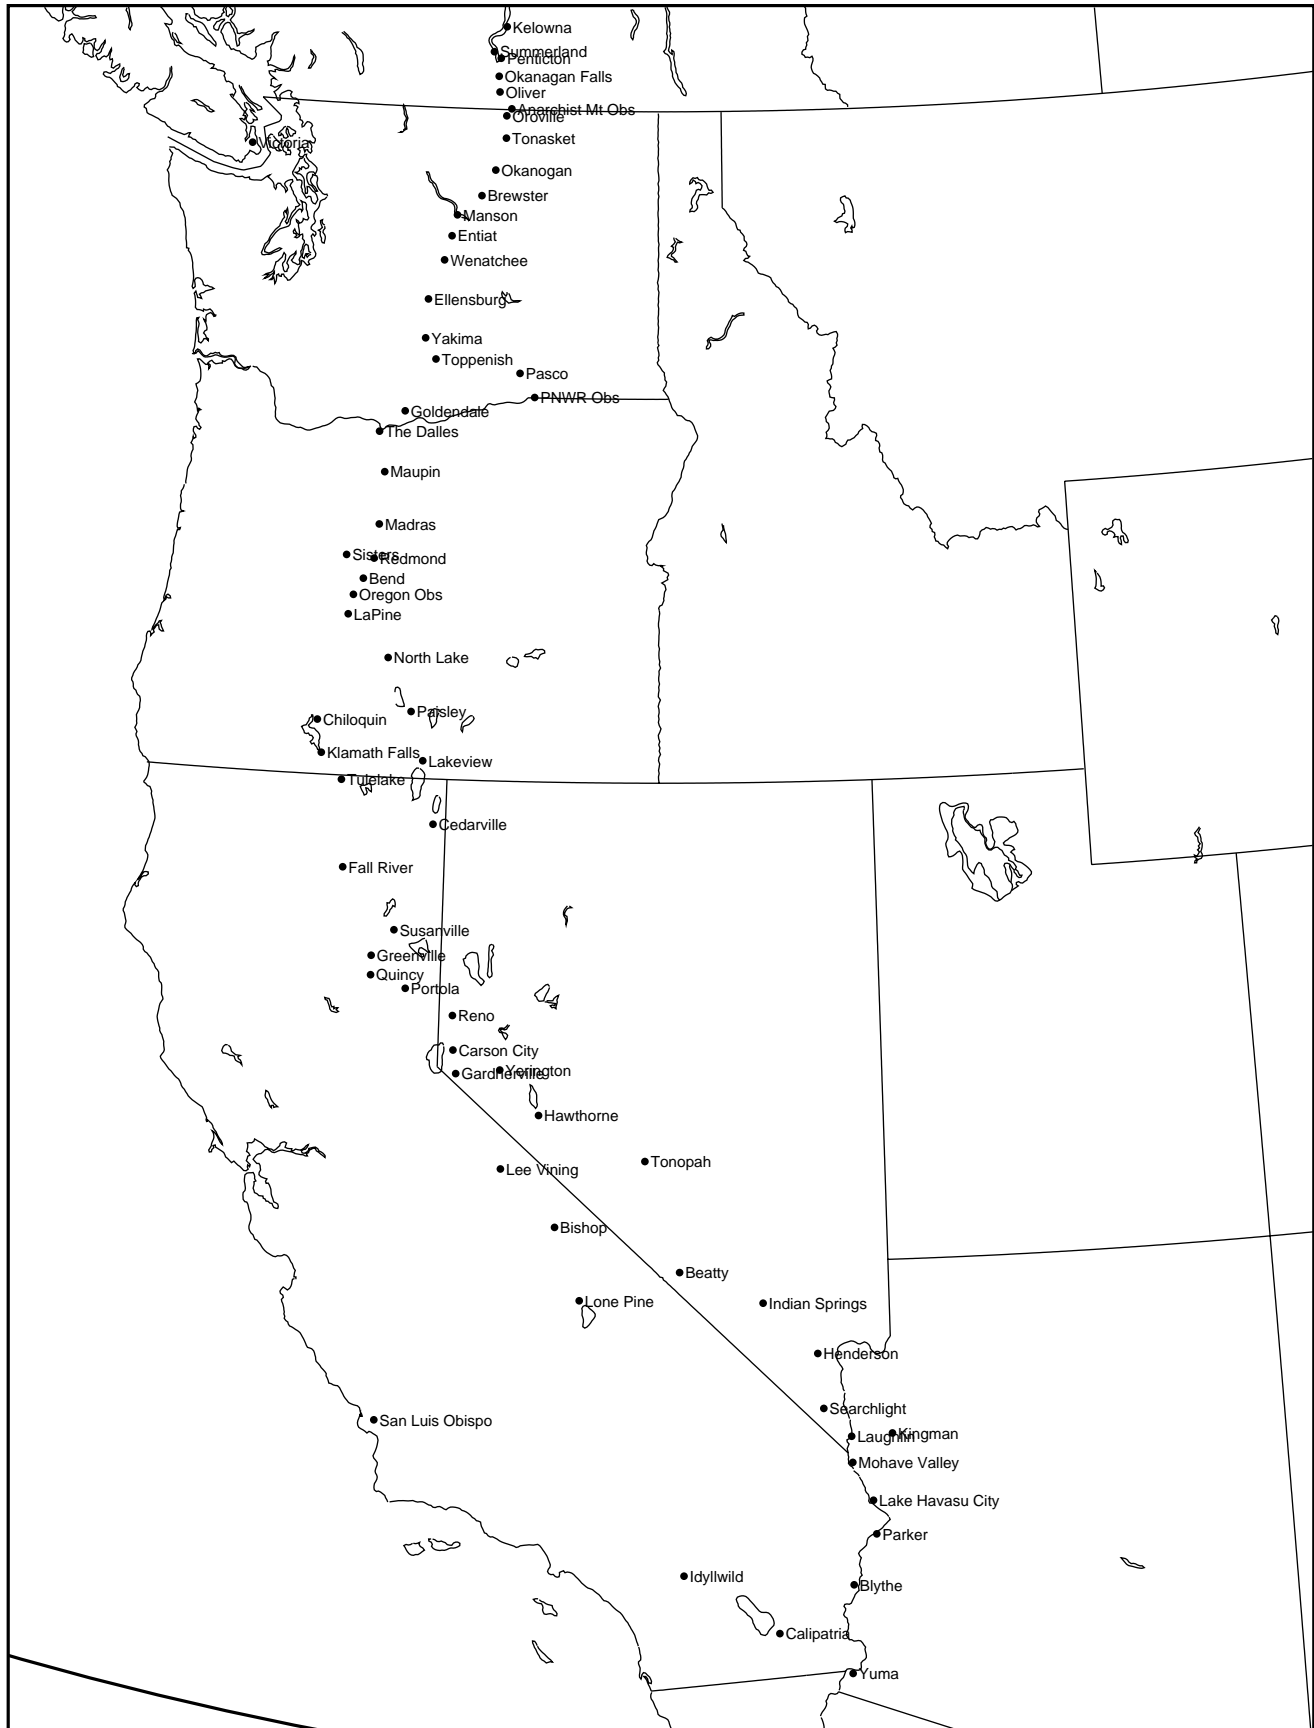 Kelowna
Summerland
Penticton
Okanagan Falls
Oliver
Anarchist Mt Obs
Oroville
Tonasket
Victoria
Okanogan
Brewster
Manson
Entiat
Wenatchee
Ellensburg
Yakima
Toppenish
Pasco
PNWR Obs
Goldendale
The Dalles
Maupin
Madras
Sisters
Redmond
Bend
Oregon Obs
LaPine
North Lake
Paisley
Chiloquin
Klamath Falls
Lakeview
Tulelake
Cedarville
Fall River
Susanville
Greenville
Quincy
Portola
Reno
Carson City
Yerington
Gardnerville
Hawthorne
Tonopah
Lee Vining
Bishop
Beatty
Lone Pine
Indian Springs
Henderson
Searchlight
San Luis Obispo
Kingman
Laughlin
Mohave Valley
Lake Havasu City
Parker
Idyllwild
Blythe
Calipatria
Yuma